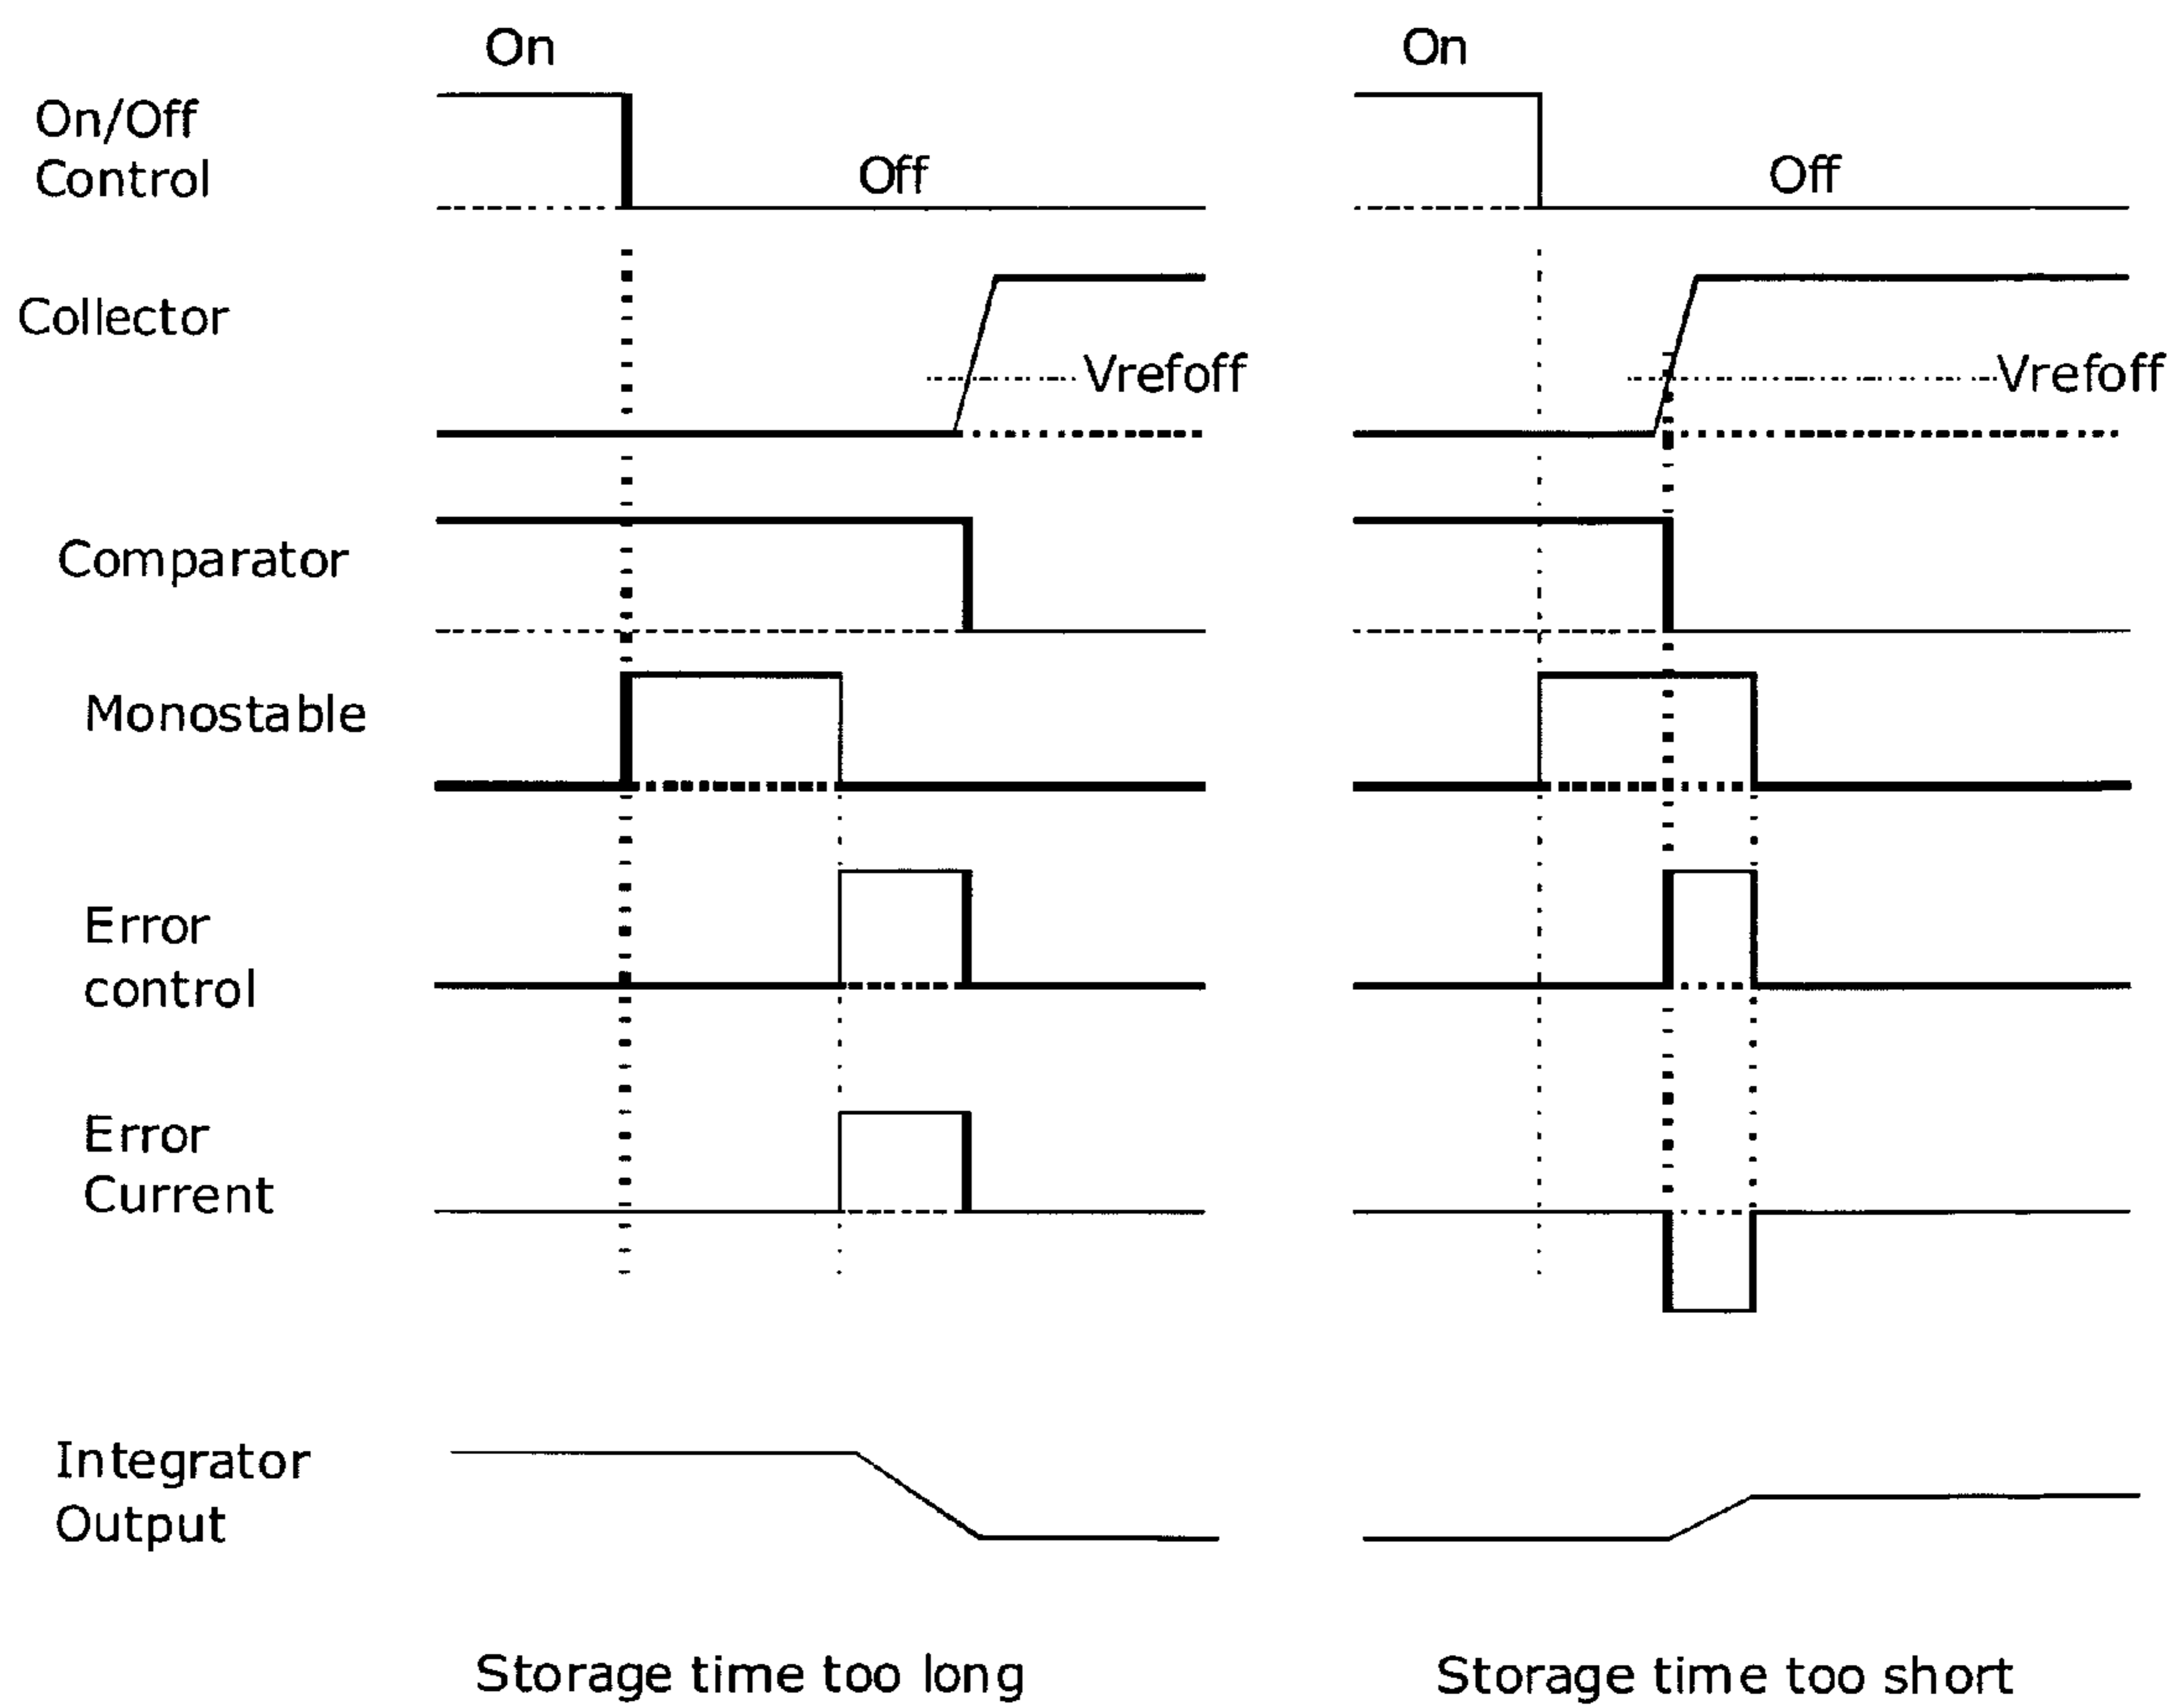 On
On
On/Off
Control
Off
Off
Collector
Vrefoff
Vrefoff
Comparator
Monostable
Error
control
Error
Current
Integrator
Output
Storage time too long
Storage time too short